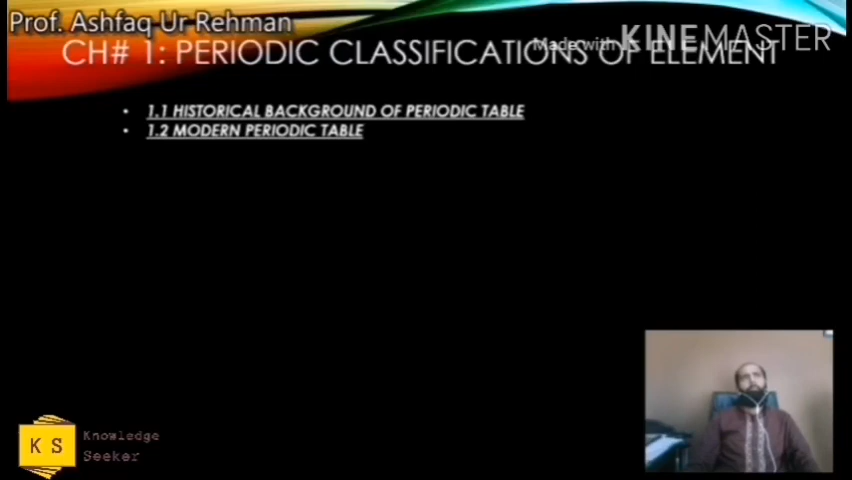 Prof. Ashfaq Ur Rehman
Made with KINEMASTER
CH# 1: PERIODIC CLASSIFICATIONS OF ELEMENT
• 1.1 HISTORICAL BACKGROUND OF PERIODIC TABLE
• 1.2 MODERN PERIODIC TABLE
K S
Knowledge
Seeker